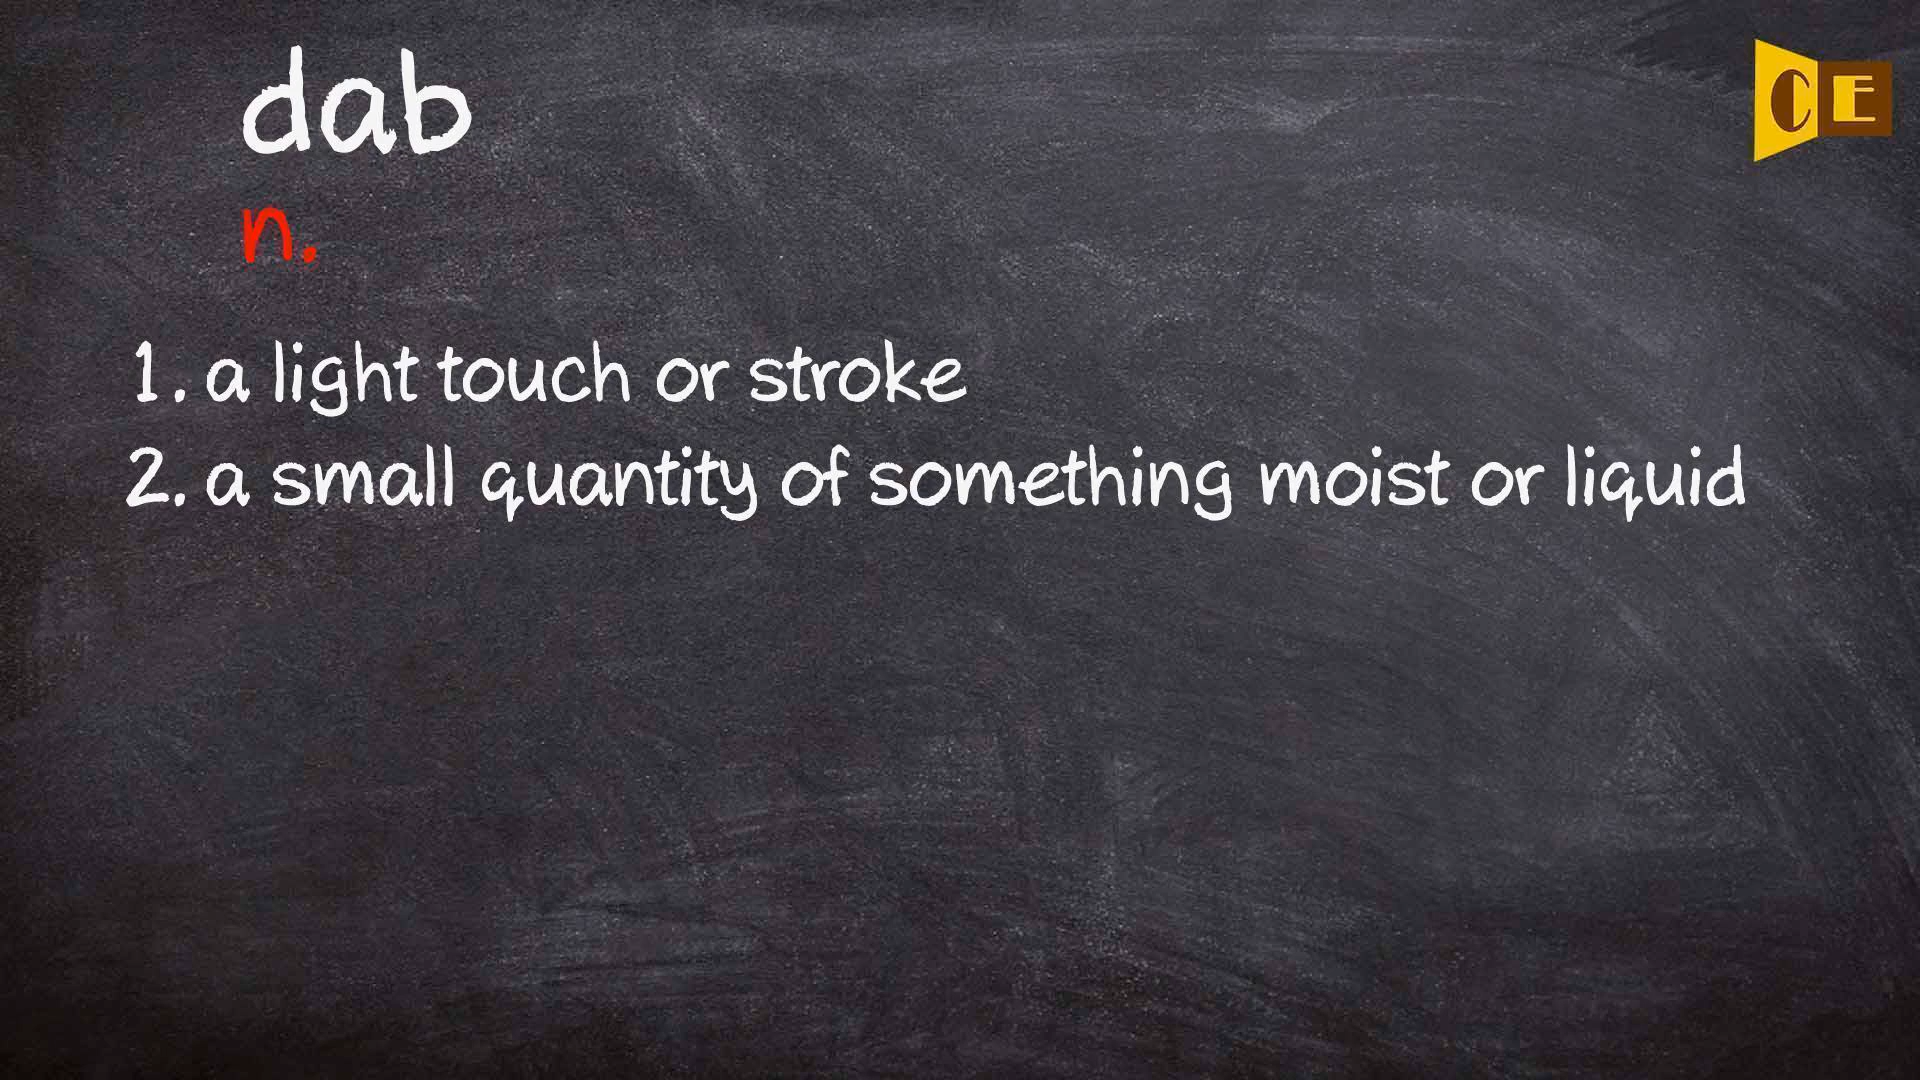 dab
CE
n.
1. a light touch or stroke
2. a small quantity of something moist or liquid